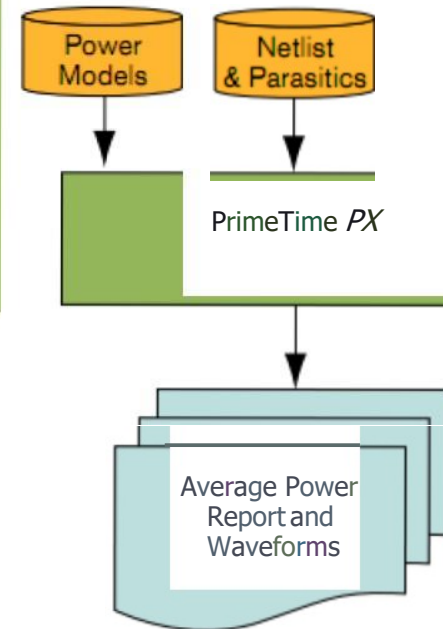 Power
Models
Netlist
& Parasitics
PrimeTime PX
Average Power
Report and
Waveforms